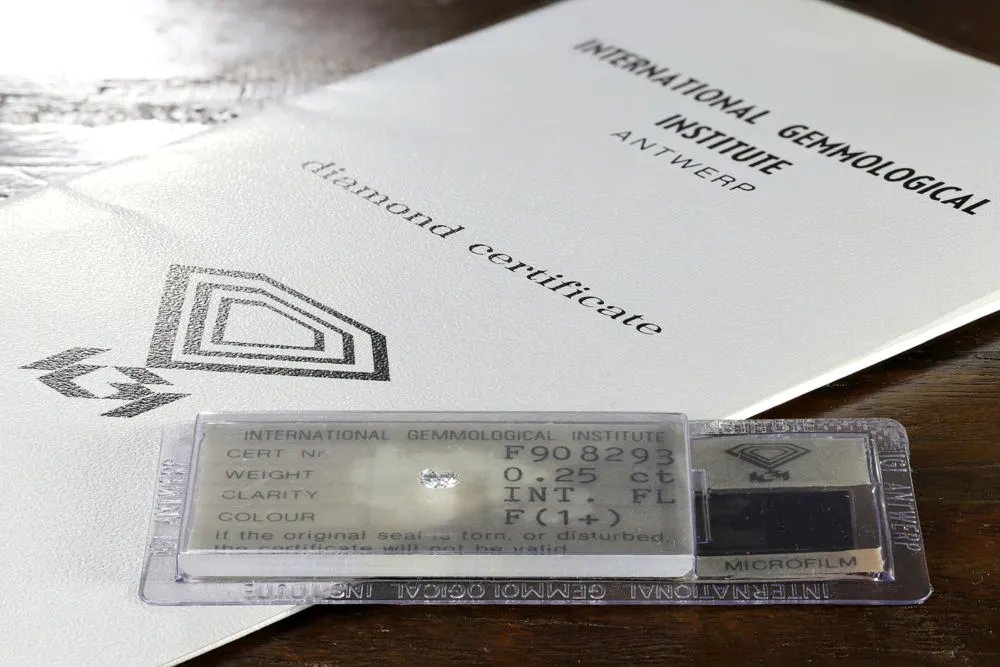 INTERNATIONAL GEMMOLOGICAL
INSTITUTE
ANTWERP
diamond certificate
IGI
INTERNATIONAL GEMMOLOGICAL INSTITUTE
CERT Nr F908293
WEIGHT 0.25 ct
CLARITY INT. FL
COLOUR F(1+)
If the original seal is torn, or disturbed,
the certificate will not be valid
IGI
MICROFILM
IGI ANTWERP
INTERNATIONAL GEMMOLOGICAL INSTITUTE